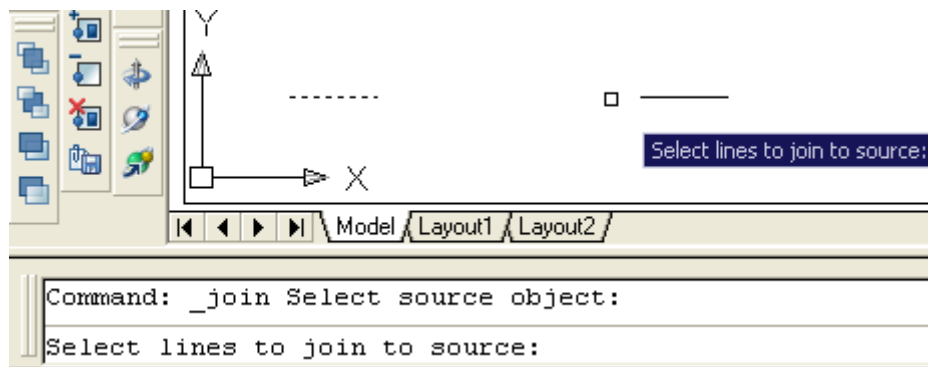 Y
Select lines to join to source:
X
Model Layout1 Layout2
Command: _join Select source object:
Select lines to join to source: